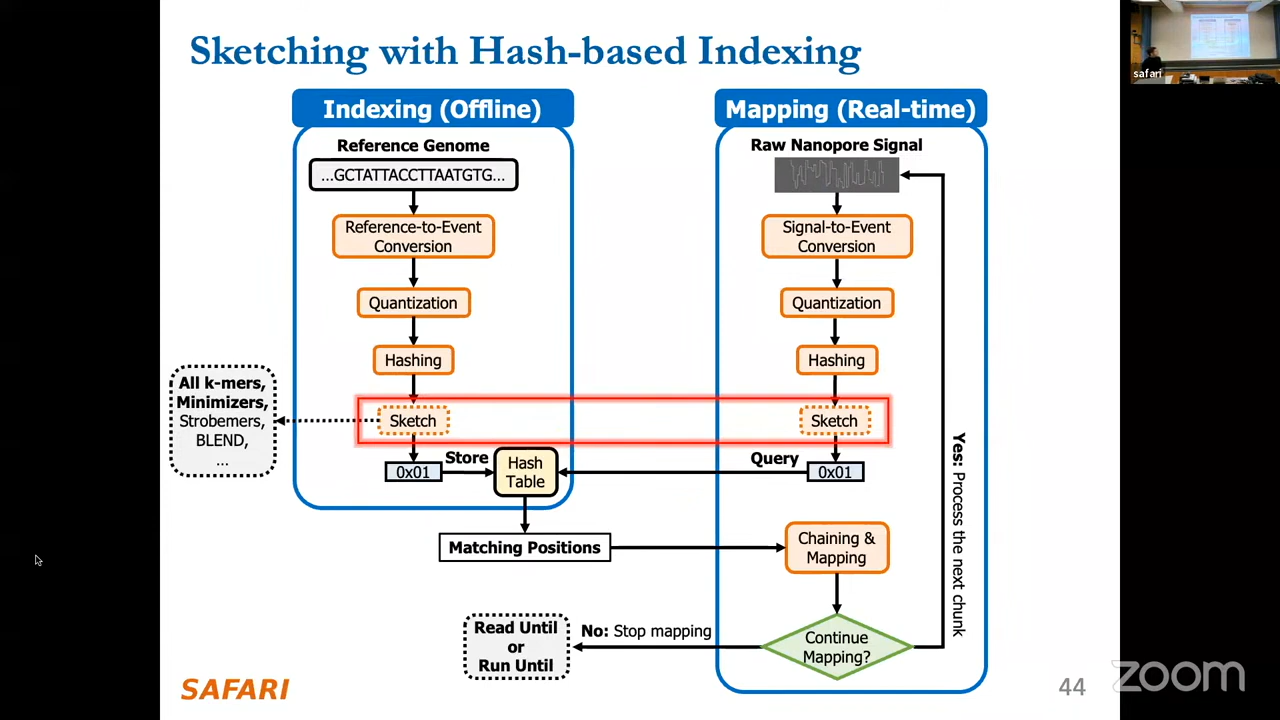 Sketching with Hash-based Indexing
safari
Indexing (Offline)
Reference Genome
...GCTATTACCTTAATGTG...
Reference-to-Event
Conversion
Quantization
Hashing
Sketch
All k-mers,
Minimizers,
Strobemers,
BLEND,
...
0x01
Store
Hash
Table
Matching Positions
Mapping (Real-time)
Raw Nanopore Signal
Signal-to-Event
Conversion
Quantization
Hashing
Sketch
Query
0x01
Chaining &
Mapping
Continue
Mapping?
Yes: Process the next chunk
No: Stop mapping
Read Until
or
Run Until
SAFARI
44
zoom